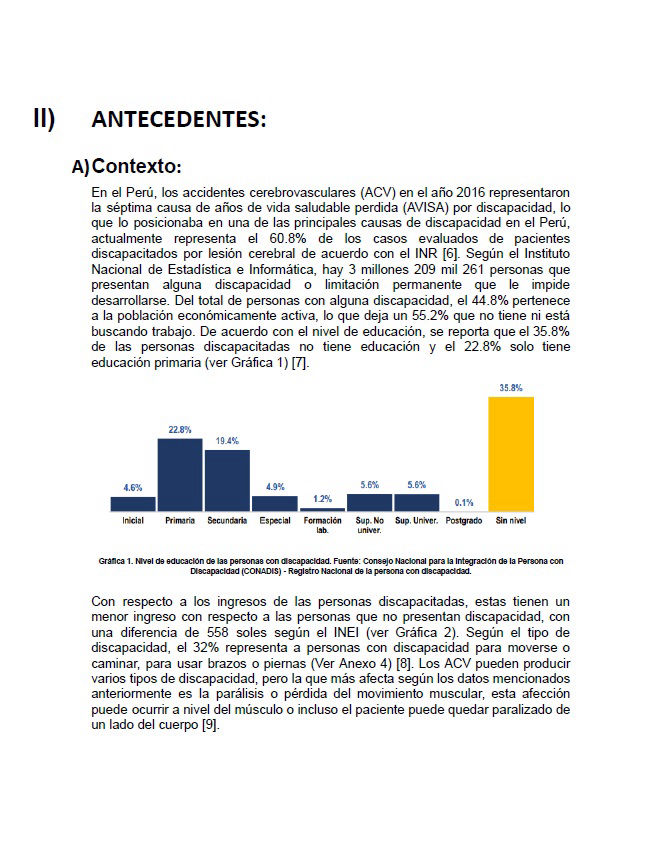 II) ANTECEDENTES:
A) Contexto:
En el Perú, los accidentes cerebrovasculares (ACV) en el año 2016 representaron
la séptima causa de años de vida saludable perdida (AVISA) por discapacidad, lo
que lo posicionaba en una de las principales causas de discapacidad en el Perú,
actualmente representa el 60.8% de los casos evaluados de pacientes
discapacitados por lesión cerebral de acuerdo con el INR [6]. Según el Instituto
Nacional de Estadística e Informática, hay 3 millones 209 mil 261 personas que
presentan alguna discapacidad o limitación permanente que le impide
desarrollarse. Del total de personas con alguna discapacidad, el 44.8% pertenece
a la población económicamente activa, lo que deja un 55.2% que no tiene ni está
buscando trabajo. De acuerdo con el nivel de educación, se reporta que el 35.8%
de las personas discapacitadas no tiene educación y el 22.8% solo tiene
educación primaria (ver Gráfica 1) [7].
35.8%
22.8%
19.4%
4.6%
4.9%
1.2%
5.6%
5.6%
0.1%
Inicial Primaria Secundaria Especial Formación Sup. No Sup. Univer. Postgrado Sin nivel
lab. univer.
Gráfica 1. Nivel de educación de las personas con discapacidad. Fuente: Consejo Nacional para la Integración de la Persona con
Discapacidad (CONADIS) - Registro Nacional de la persona con discapacidad.
Con respecto a los ingresos de las personas discapacitadas, estas tienen un
menor ingreso con respecto a las personas que no presentan discapacidad, con
una diferencia de 558 soles según el INEI (ver Gráfica 2). Según el tipo de
discapacidad, el 32% representa a personas con discapacidad para moverse o
caminar, para usar brazos o piernas (Ver Anexo 4) [8]. Los ACV pueden producir
varios tipos de discapacidad, pero la que más afecta según los datos mencionados
anteriormente es la parálisis o pérdida del movimiento muscular, esta afección
puede ocurrir a nivel del músculo o incluso el paciente puede quedar paralizado de
un lado del cuerpo [9].